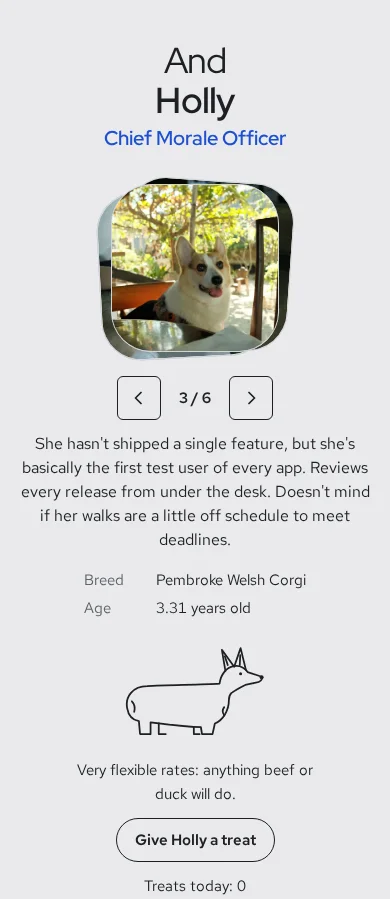 And
Holly
Chief Morale Officer
3 / 6
She hasn't shipped a single feature, but she's
basically the first test user of every app. Reviews
every release from under the desk. Doesn't mind
if her walks are a little off schedule to meet
deadlines.
Breed Pembroke Welsh Corgi
Age 3.31 years old
Very flexible rates: anything beef or
duck will do.
Give Holly a treat
Treats today: 0